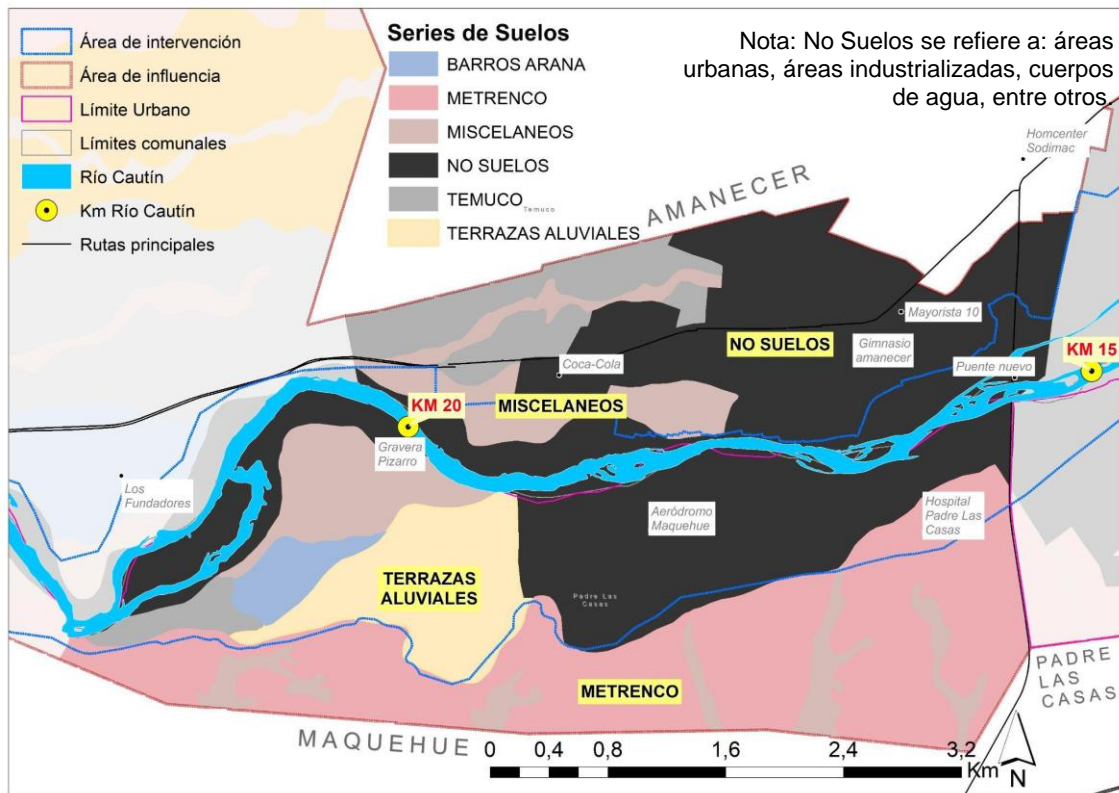 Área de intervención
Área de influencia
Límite Urbano
Límites comunales
Río Cautín
Km Río Cautín
Rutas principales
Series de Suelos
BARROS ARANA
METRENCO
MISCELANEOS
NO SUELOS
TEMUCO
Temuco
TERRAZAS ALUVIALES
Nota: No Suelos se refiere a: áreas
urbanas, áreas industrializadas, cuerpos
de agua, entre otros.
Homcenter
Sodimac
AMANECER
Mayorista 10
NO SUELOS
Gimnasio
amanecer
Puente nuevo
KM 15
Coca-Cola
KM 20
MISCELANEOS
Gravera
Pizarro
Los
Fundadores
Aeródromo
Maquehue
Hospital
Padre Las
Casas
TERRAZAS
ALUVIALES
Padre Las
Casas
METRENCO
PADRE
LAS
CASAS
MAQUEHUE
0 0,4 0,8 1,6 2,4 3,2
Km
N